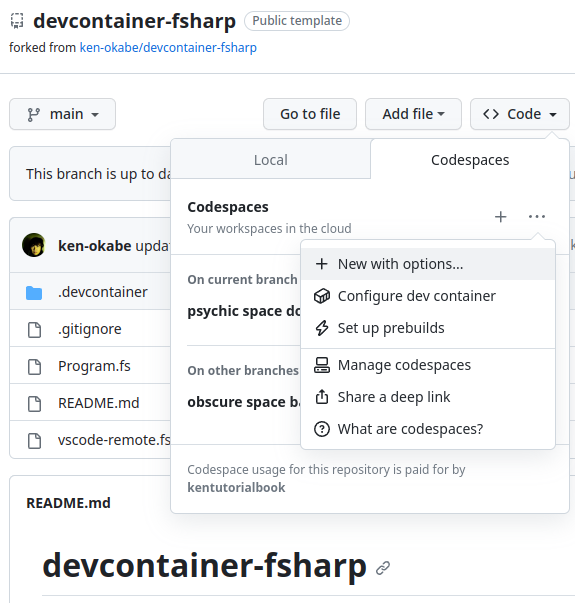 devcontainer-fsharp Public template
forked from ken-okabe/devcontainer-fsharp
main Go to file Add file Code
This branch is up to
Local Codespaces
Codespaces
Your workspaces in the cloud
ken-okabe
New with options...
.devcontainer
On current branch
Configure dev container
psychic space
.gitignore
Set up prebuilds
Program.fs
On other branches
Manage codespaces
README.md
obscure space
Share a deep link
vscode-remote.fs
What are codespaces?
Codespace usage for this repository is paid for by
kentutorialbook
README.md
devcontainer-fsharp